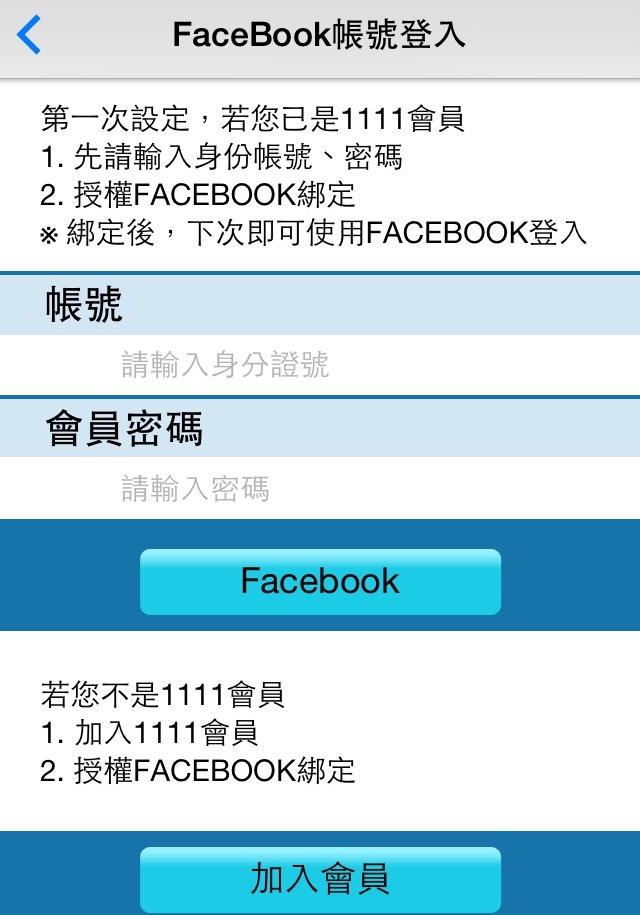 FaceBook帳號登入
第一次設定，若您已是1111會員
1. 先請輸入身份帳號、密碼
2. 授權FACEBOOK綁定
※ 綁定後，下次即可使用FACEBOOK登入
帳號
請輸入身分證號
會員密碼
請輸入密碼
Facebook
若您不是1111會員
1. 加入1111會員
2. 授權FACEBOOK綁定
加入會員